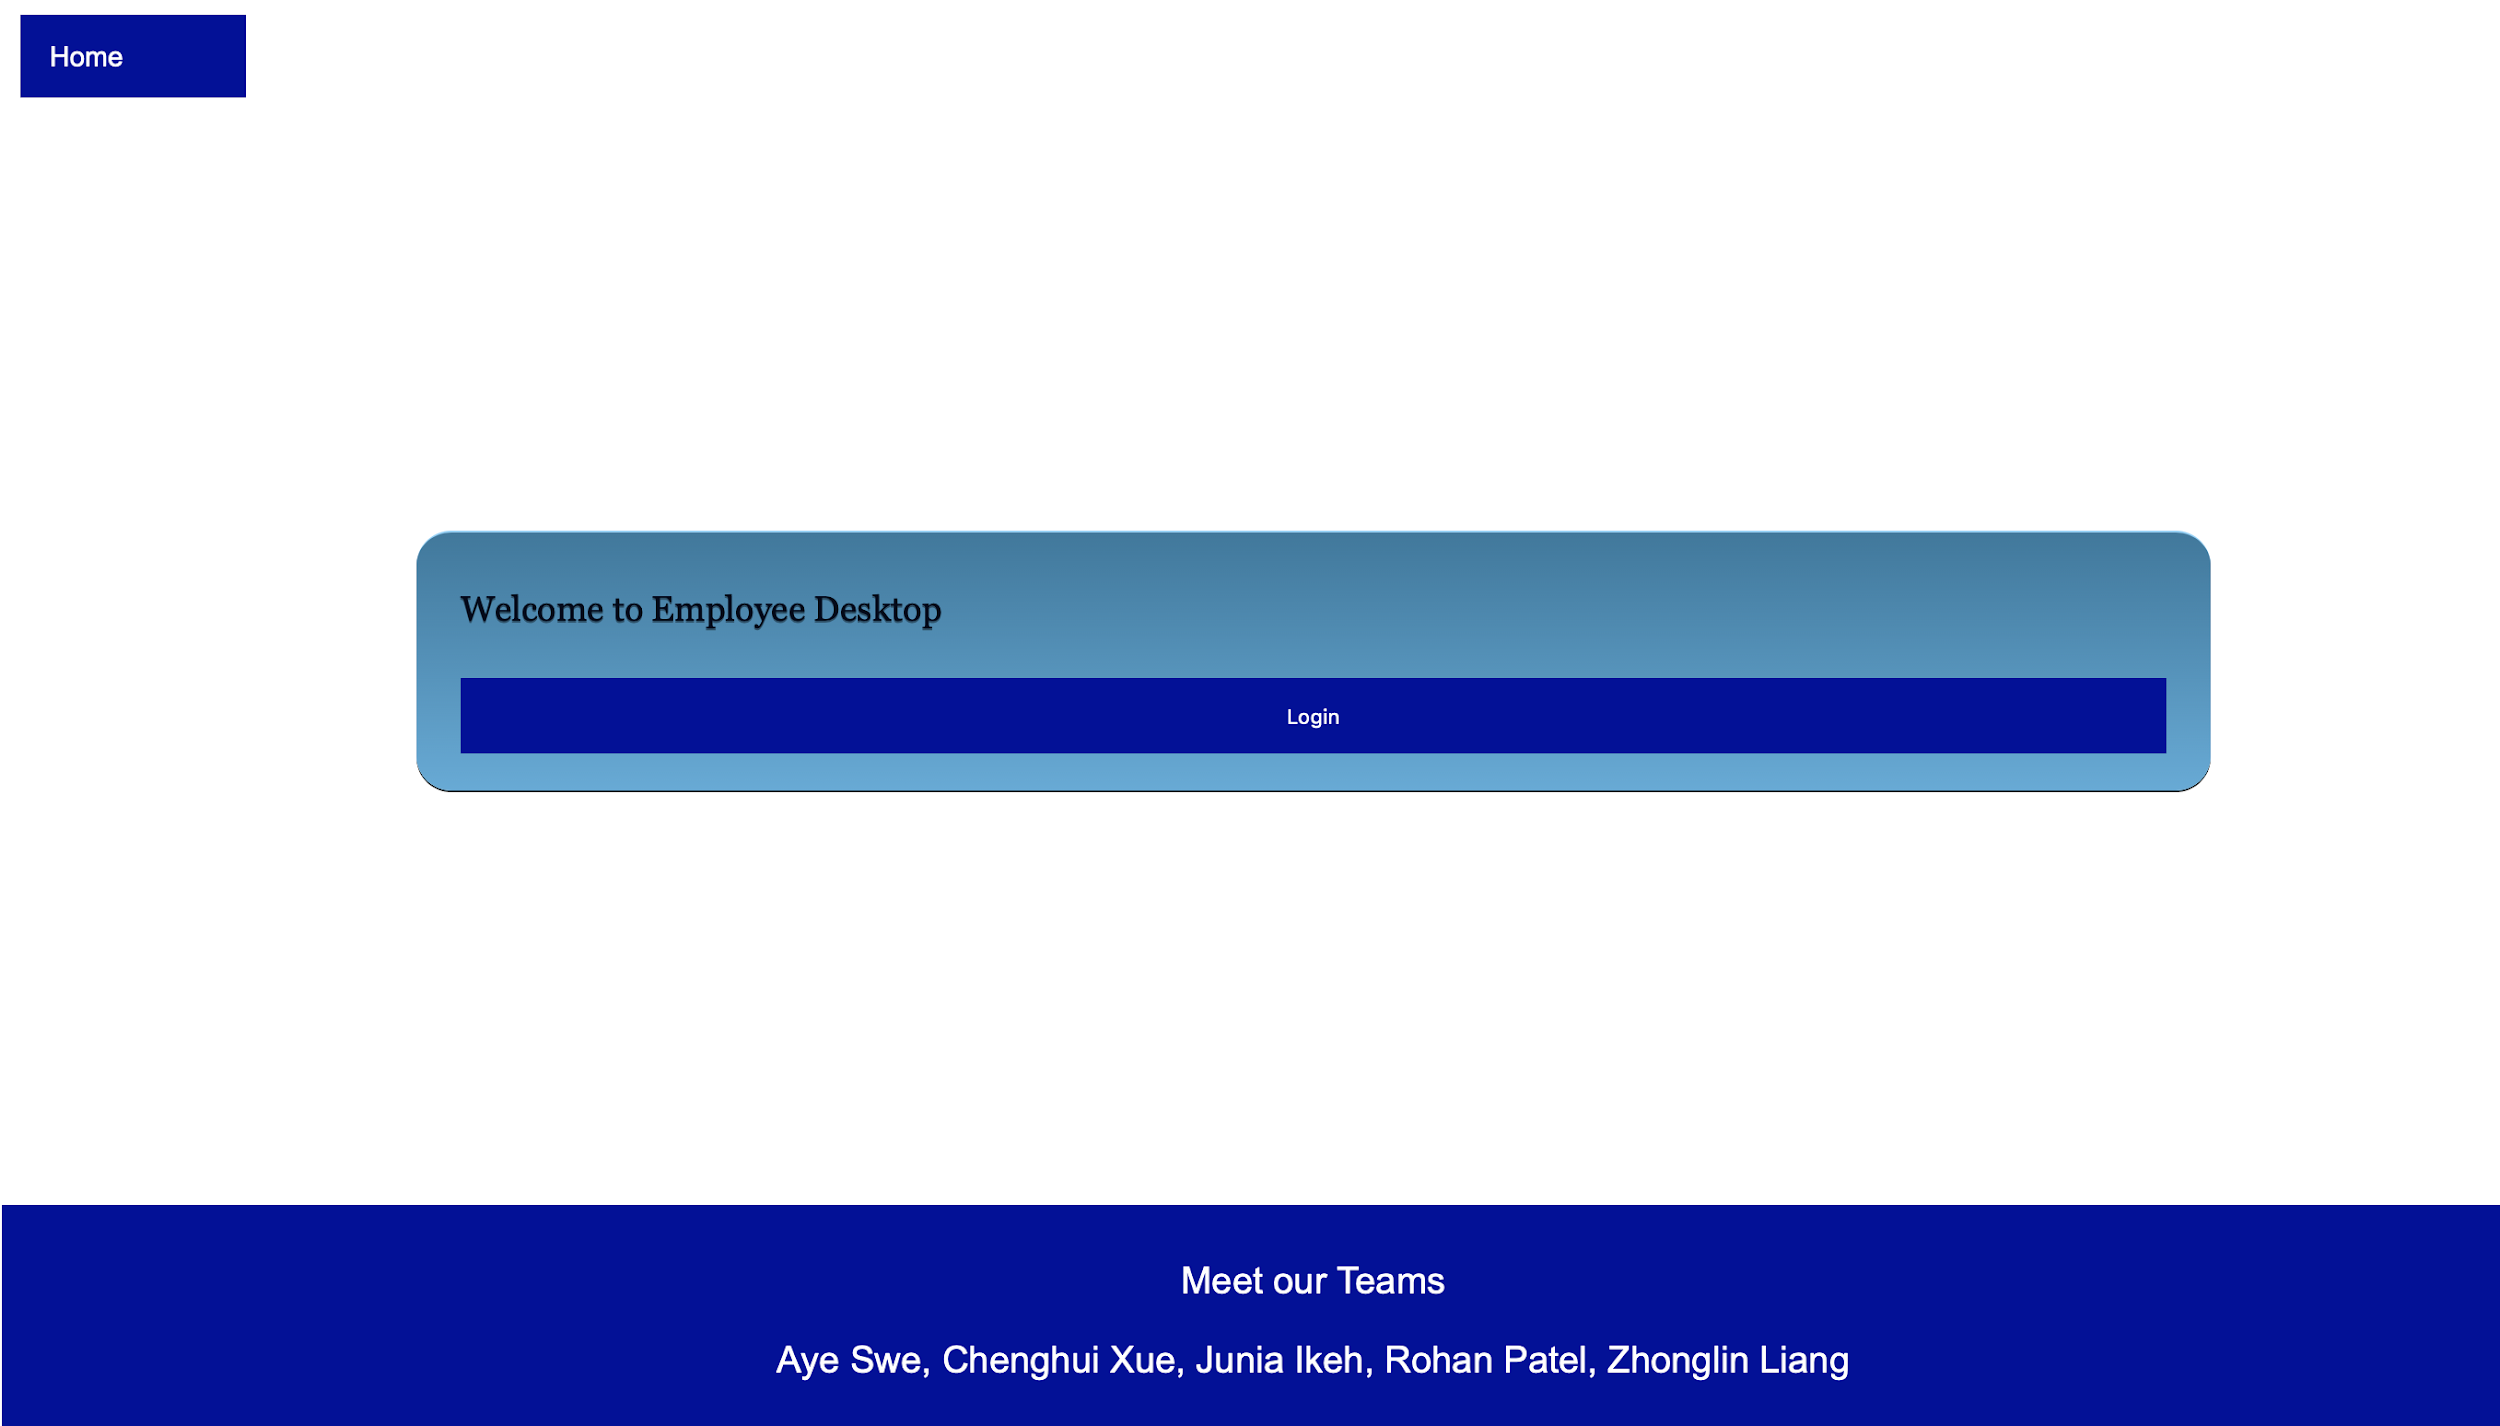 Home
Welcome to Employee Desktop
Login
Meet our Teams
Aye Swe, Chenghui Xue, Junia Ikeh, Rohan Patel, Zhonglin Liang